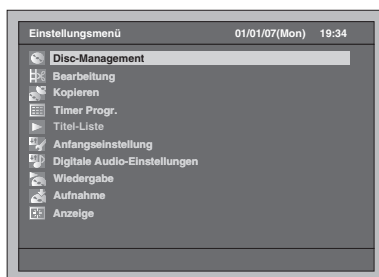 Einstellungsmenü 01/01/07(Mon) 19:34
Disc-Management
Bearbeitung
Kopieren
Timer Progr.
Titel-Liste
Anfangseinstellung
Digitale Audio-Einstellungen
Wiedergabe
Aufnahme
Anzeige